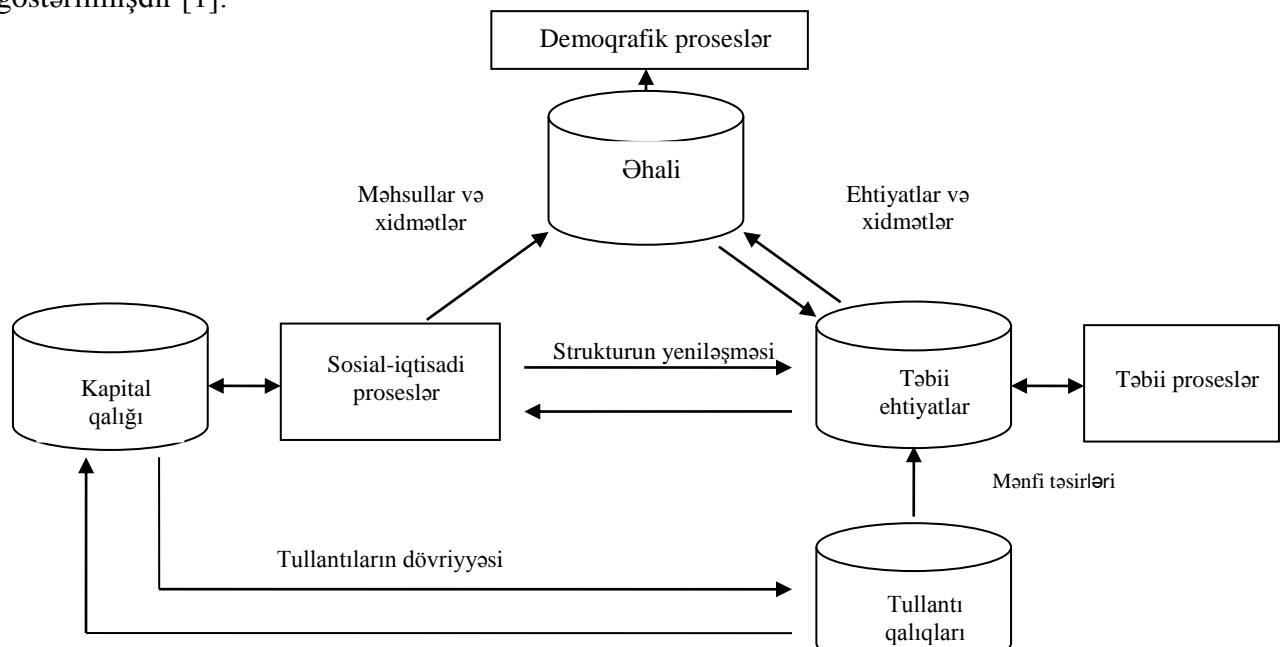 göstərilmişdir [1].
Demoqrafik proseslər
Əhali
Məhsullar və
xidmətlər
Ehtiyatlar və
xidmətlər
Kapital
qalığı
Sosial-iqtisadi
proseslər
Strukturun yeniləşməsi
Təbii
ehtiyatlar
Təbii proseslər
Mənfi təsirləri
Tullantıların dövriyyəsi
Tullantı
qalıqları